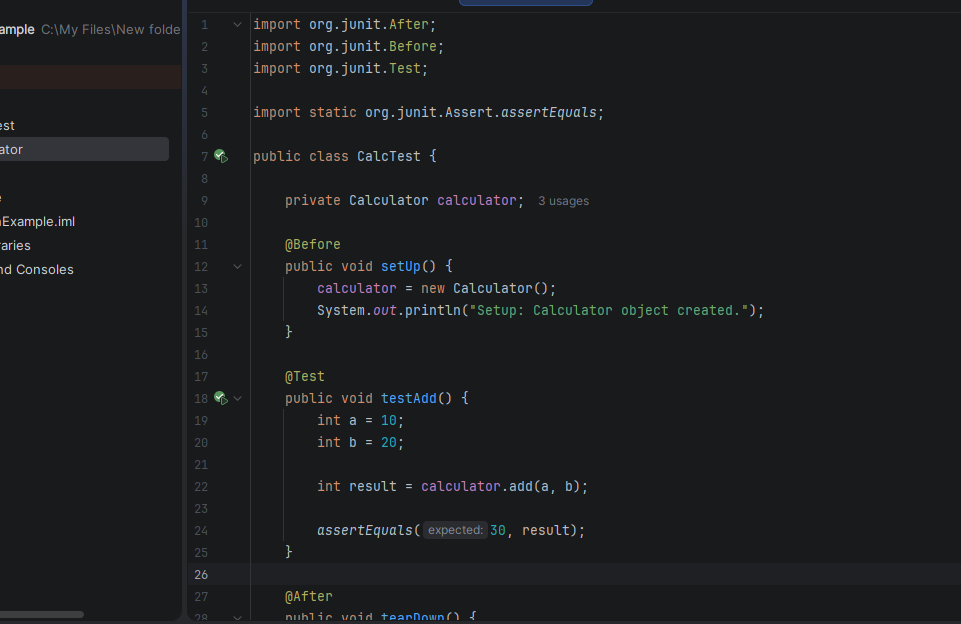 ample C:\My Files\New folde
est
ator
e
Example.iml
raries
nd Consoles
1 import org.junit.After;
2 import org.junit.Before;
3 import org.junit.Test;
4
5 import static org.junit.Assert.assertEquals;
6
7 public class CalcTest {
8
9 private Calculator calculator; 3 usages
10
11 @Before
12 public void setUp() {
13 calculator = new Calculator();
14 System.out.println("Setup: Calculator object created.");
15 }
16
17 @Test
18 public void testAdd() {
19 int a = 10;
20 int b = 20;
21
22 int result = calculator.add(a, b);
23
24 assertEquals( expected: 30, result);
25 }
26
27 @After
28 public void tearDown() {